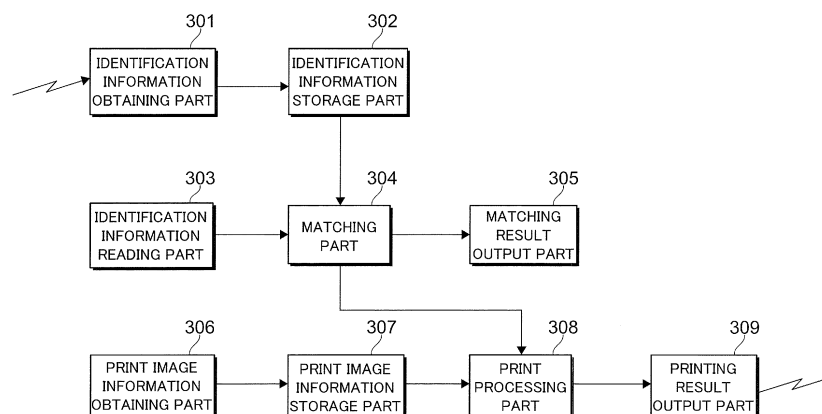 301
302
IDENTIFICATION
INFORMATION
OBTAINING PART
IDENTIFICATION
INFORMATION
STORAGE PART
303
304
305
IDENTIFICATION
INFORMATION
READING PART
MATCHING
PART
MATCHING
RESULT
OUTPUT PART
306
307
308
309
PRINT IMAGE
INFORMATION
OBTAINING PART
PRINT IMAGE
INFORMATION
STORAGE PART
PRINT
PROCESSING
PART
PRINTING
RESULT
OUTPUT PART